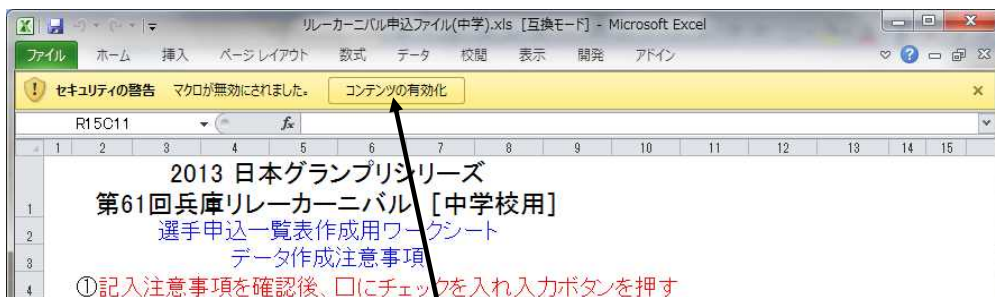 リレーカーニバル申込ファイル(中学).xls [互換モード] - Microsoft Excel
ファイル ホーム 挿入 ページ レイアウト 数式 データ 校閲 表示 開発 アドイン
セキュリティの警告 マクロが無効にされました。 コンテンツの有効化
R15C11 fx
1 2 3 4 5 6 7 8 9 10 11 12 13 14 15
2013 日本グランプリシリーズ
1 第61回兵庫リレーカーニバル [中学校用]
2 選手申込一覧表作成用ワークシート
3 データ作成注意事項
4 ①記入注意事項を確認後、口にチェックを入れ入力ボタンを押す